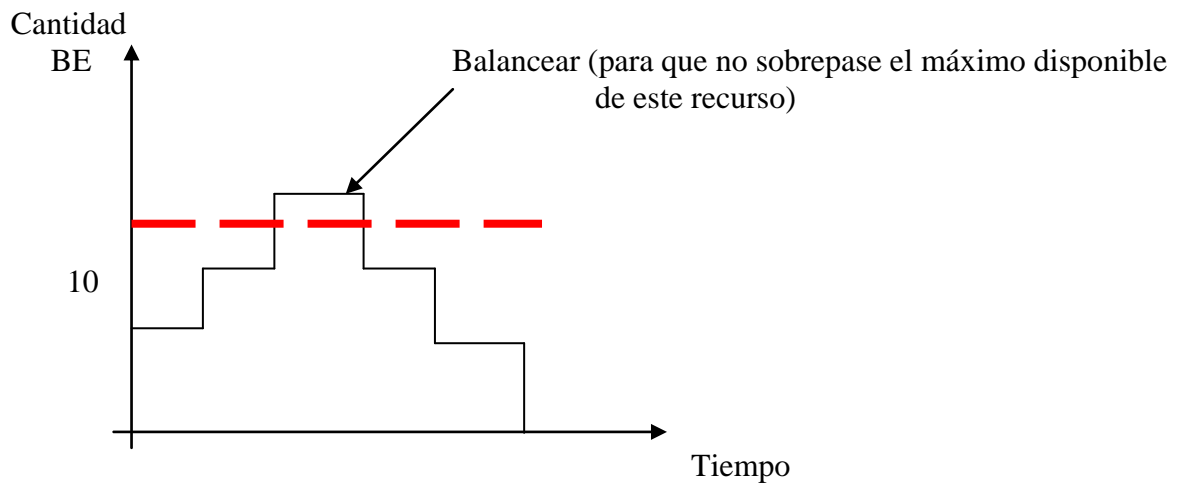 Cantidad
BE
Balancear (para que no sobrepase el máximo disponible
de este recurso)
10
Tiempo